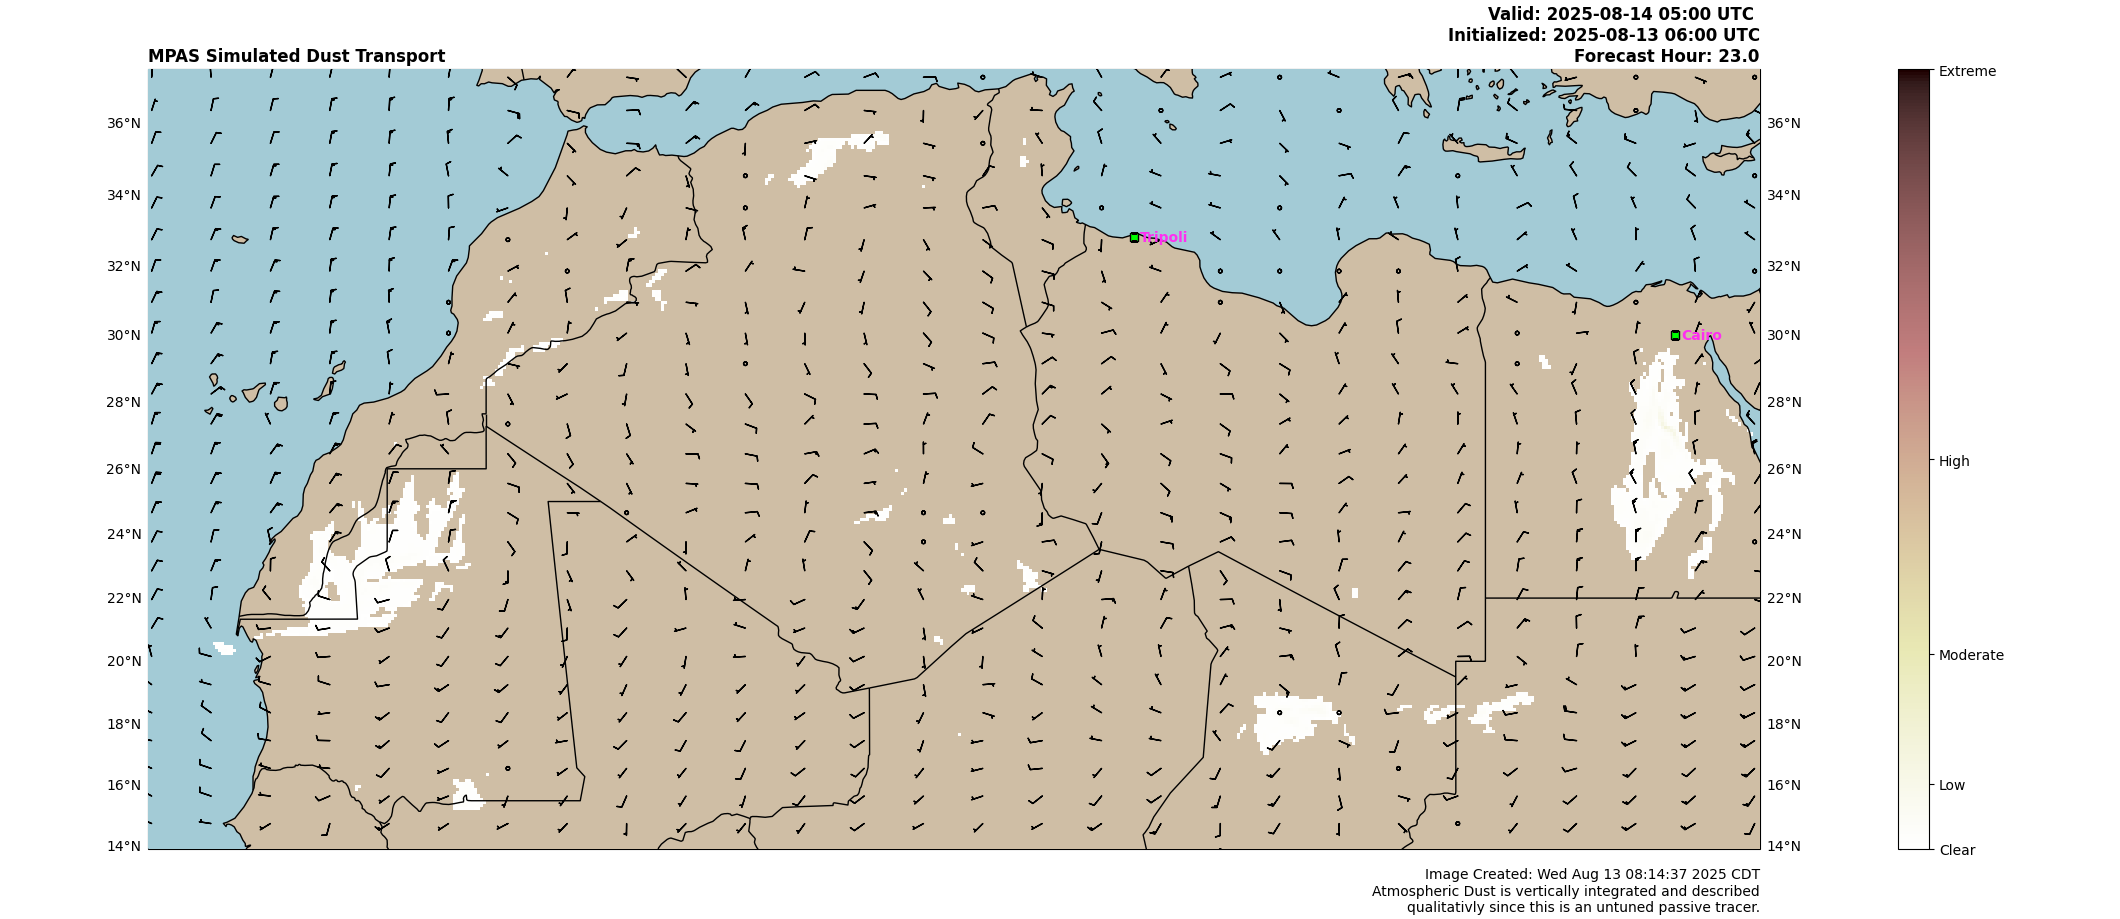 Valid: 2025-08-14 05:00 UTC
Initialized: 2025-08-13 06:00 UTC
MPAS Simulated Dust Transport
Forecast Hour: 23.0
Extreme
36°N
36°N
34°N
34°N
Tripoli
32°N
32°N
30°N
Cairo
30°N
28°N
28°N
26°N
26°N
High
24°N
24°N
22°N
22°N
20°N
20°N
Moderate
18°N
18°N
16°N
16°N
Low
14°N
14°N
Clear
Image Created: Wed Aug 13 08:14:37 2025 CDT
Atmospheric Dust is vertically integrated and described
qualitativly since this is an untuned passive tracer.